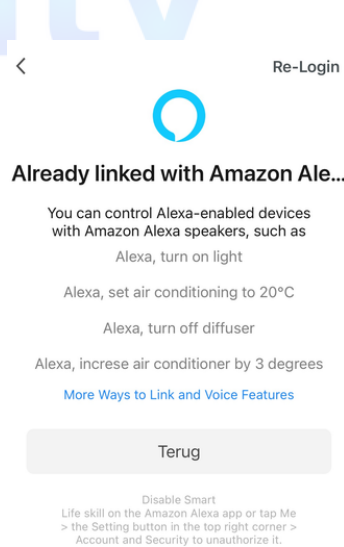 Re-Login
Already linked with Amazon Ale...
You can control Alexa-enabled devices
with Amazon Alexa speakers, such as
Alexa, turn on light
Alexa, set air conditioning to 20°C
Alexa, turn off diffuser
Alexa, increse air conditioner by 3 degrees
More Ways to Link and Voice Features
Terug
Disable Smart
Life skill on the Amazon Alexa app or tap Me
> the Setting button in the top right corner >
Account and Security to unauthorize it.